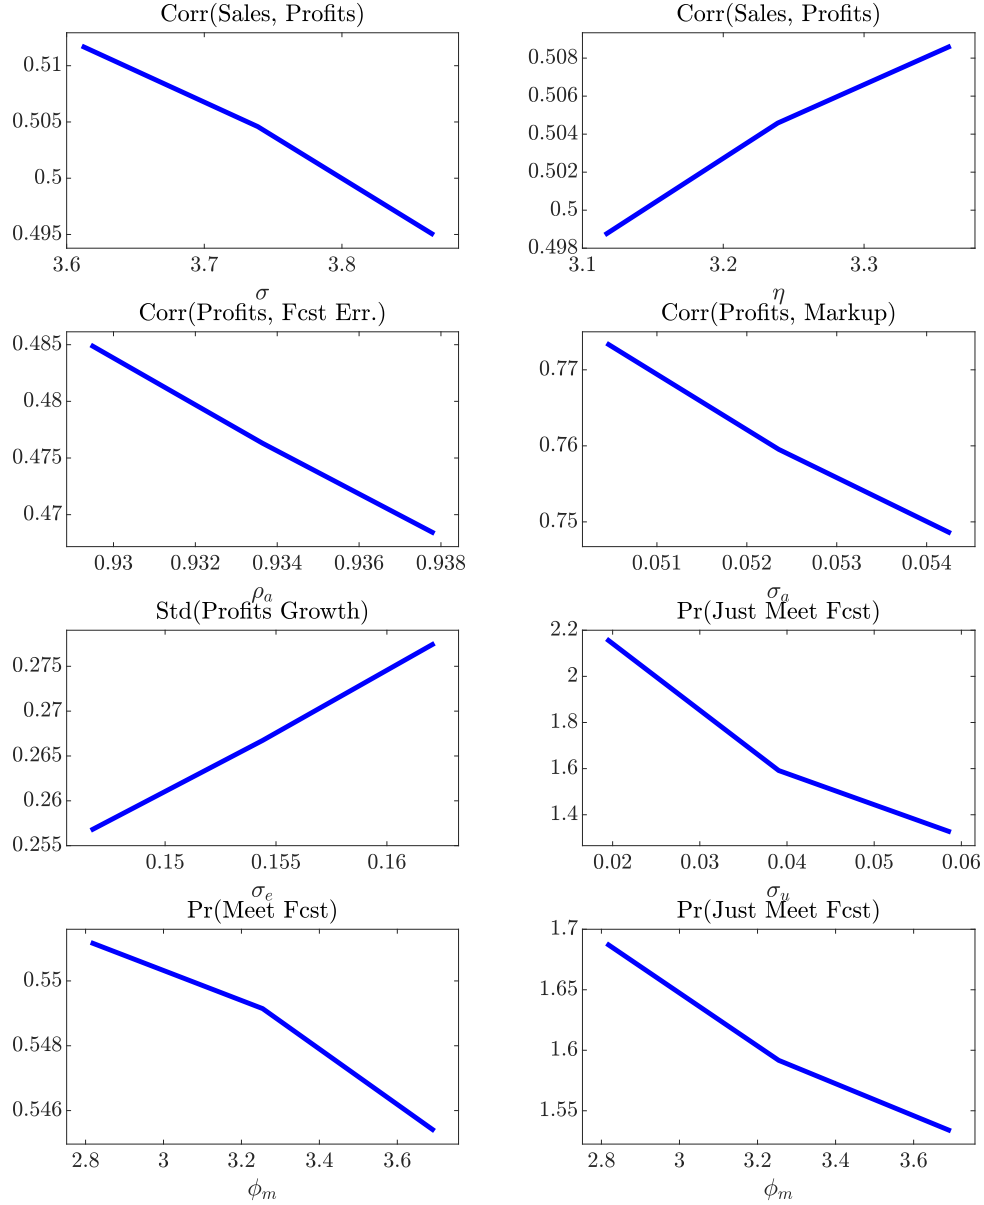 Corr(Sales, Profits)
0.51
0.505
0.5
0.495
3.6 3.7 3.8
σ
Corr(Sales, Profits)
0.508
0.506
0.504
0.502
0.5
0.498
3.1 3.2 3.3
η
Corr(Profits, Fcst Err.)
0.485
0.48
0.475
0.47
0.93 0.932 0.934 0.936 0.938
ρa
Corr(Profits, Markup)
0.77
0.76
0.75
0.051 0.052 0.053 0.054
σa
Std(Profits Growth)
0.275
0.27
0.265
0.26
0.255
0.15 0.155 0.16
σe
Pr(Just Meet Fcst)
2.2
2
1.8
1.6
1.4
0.02 0.03 0.04 0.05 0.06
σu
Pr(Meet Fcst)
0.55
0.548
0.546
2.8 3 3.2 3.4 3.6
ϕm
Pr(Just Meet Fcst)
1.7
1.65
1.6
1.55
2.8 3 3.2 3.4 3.6
ϕm